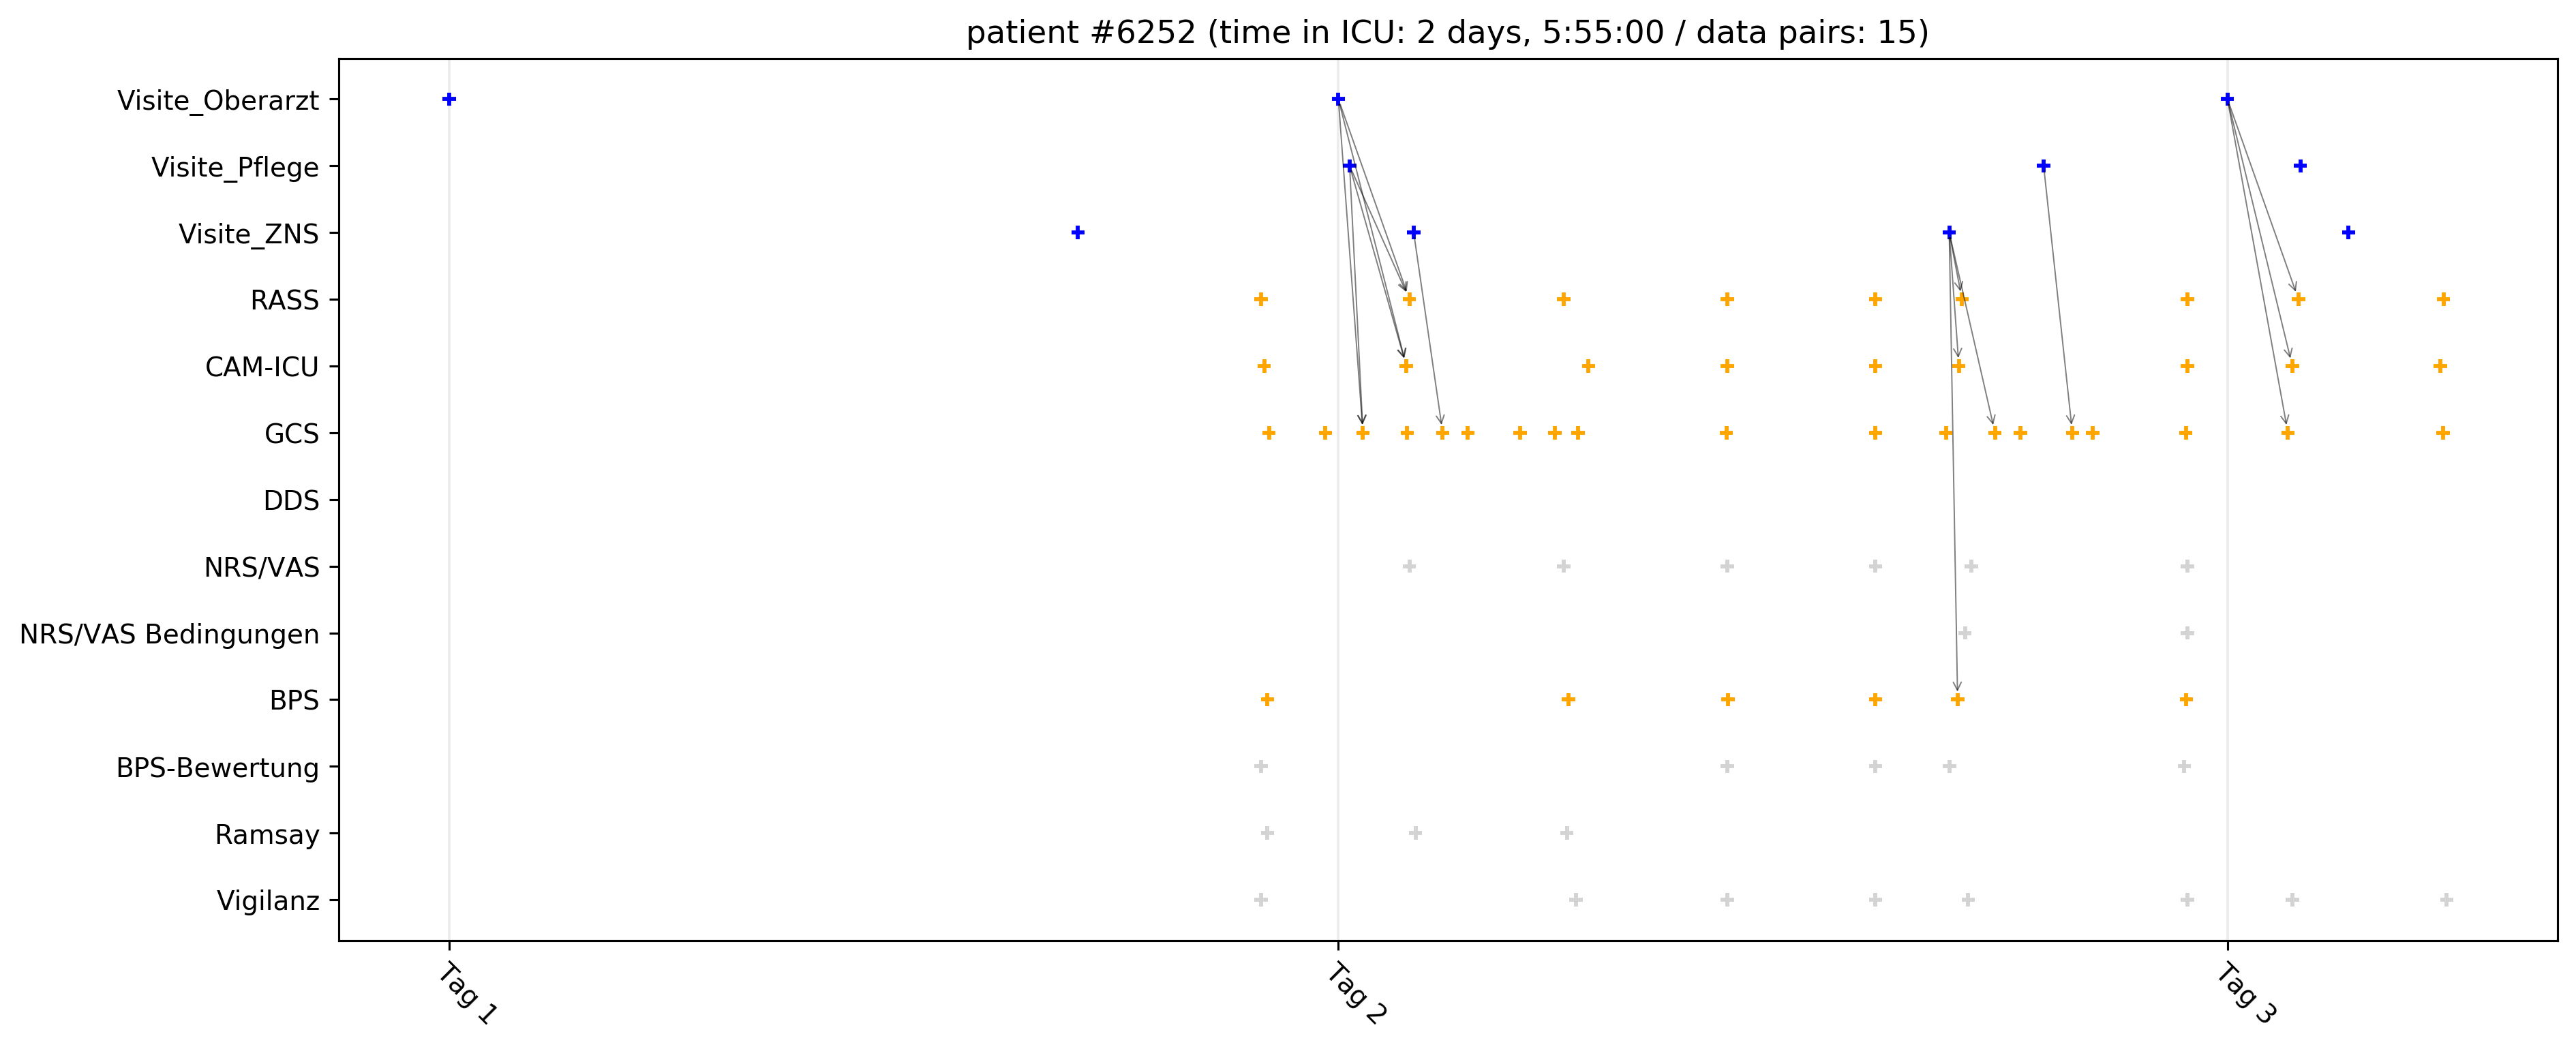 patient #6252 (time in ICU: 2 days, 5:55:00 / data pairs: 15)
Visite_Oberarzt
Visite_Pflege
Visite_ZNS
RASS
CAM-ICU
GCS
DDS
NRS/VAS
NRS/VAS Bedingungen
BPS
BPS-Bewertung
Ramsay
Vigilanz
Tag 1
Tag 2
Tag 3